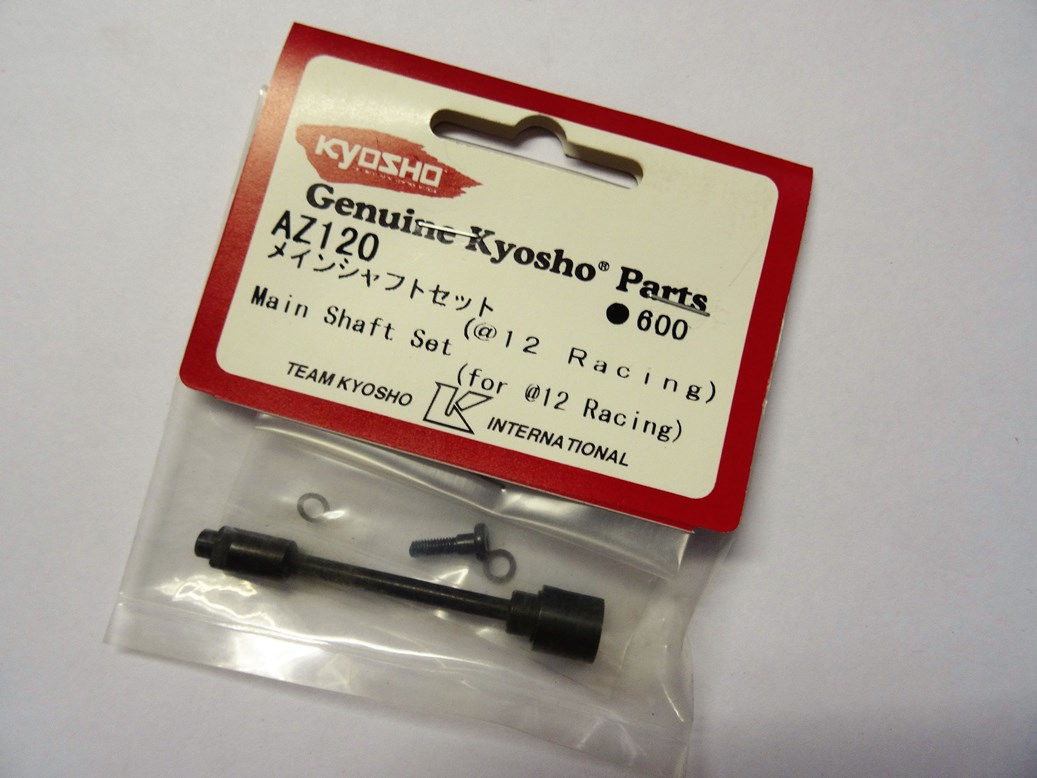 KYOSHO
Genuine Kyosho® Parts
AZ120
●600
メインシャフトセット
(@12 Racing)
Main Shaft Set
(for @12 Racing)
TEAM KYOSHO K INTERNATIONAL